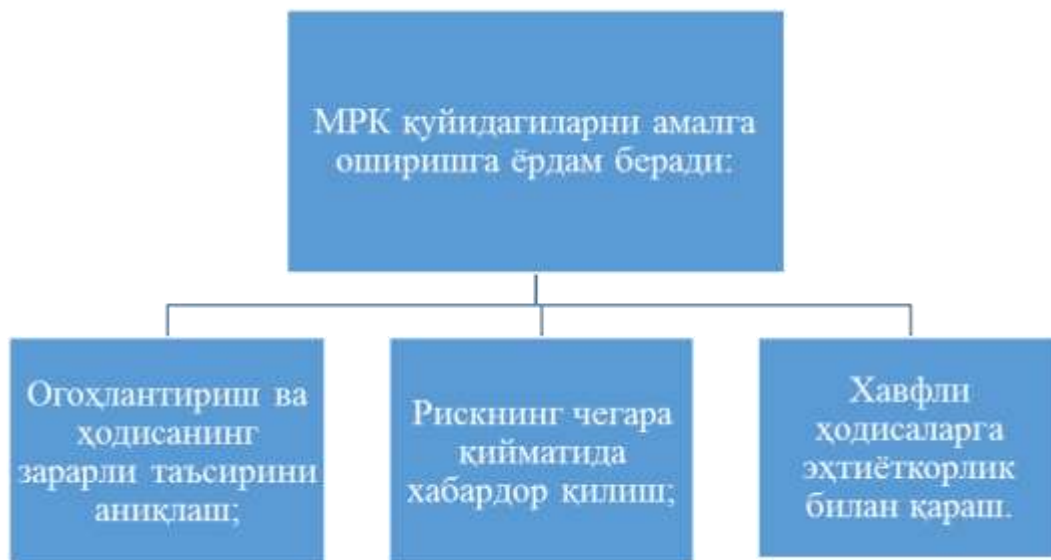 МРК қуйидагиларни амалга
оширишга ёрдам беради:
Огоҳлантириш ва
ҳодисанинг
зарарли таъсирини
аниқлаш;
Рискнинг чегара
қийматида
хабардор қилиш;
Хавфли
ҳодисаларга
эҳтиёткорлик
билан қараш.